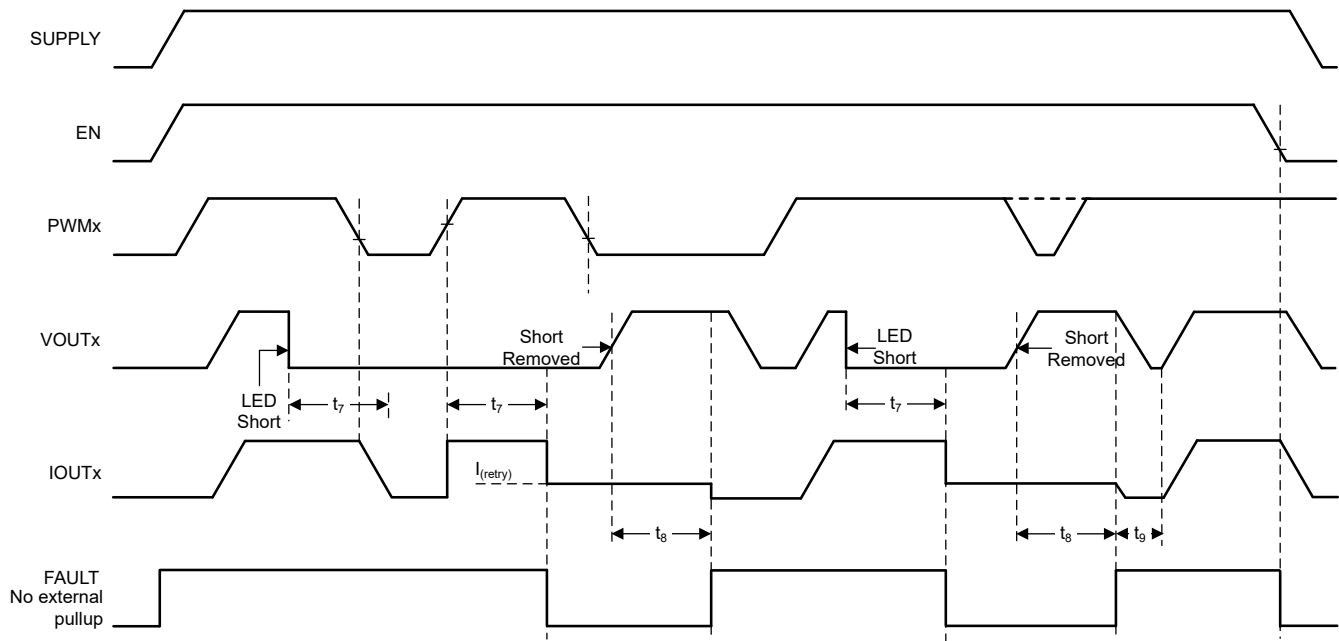 SUPPLY
EN
PWMx
VOUTx
LED
Short
Short
Removed
LED
Short
Short
Removed
t7
t7
t7
IOUTx
I(retry)
t8
t8
t9
FAULT
No external
pullup